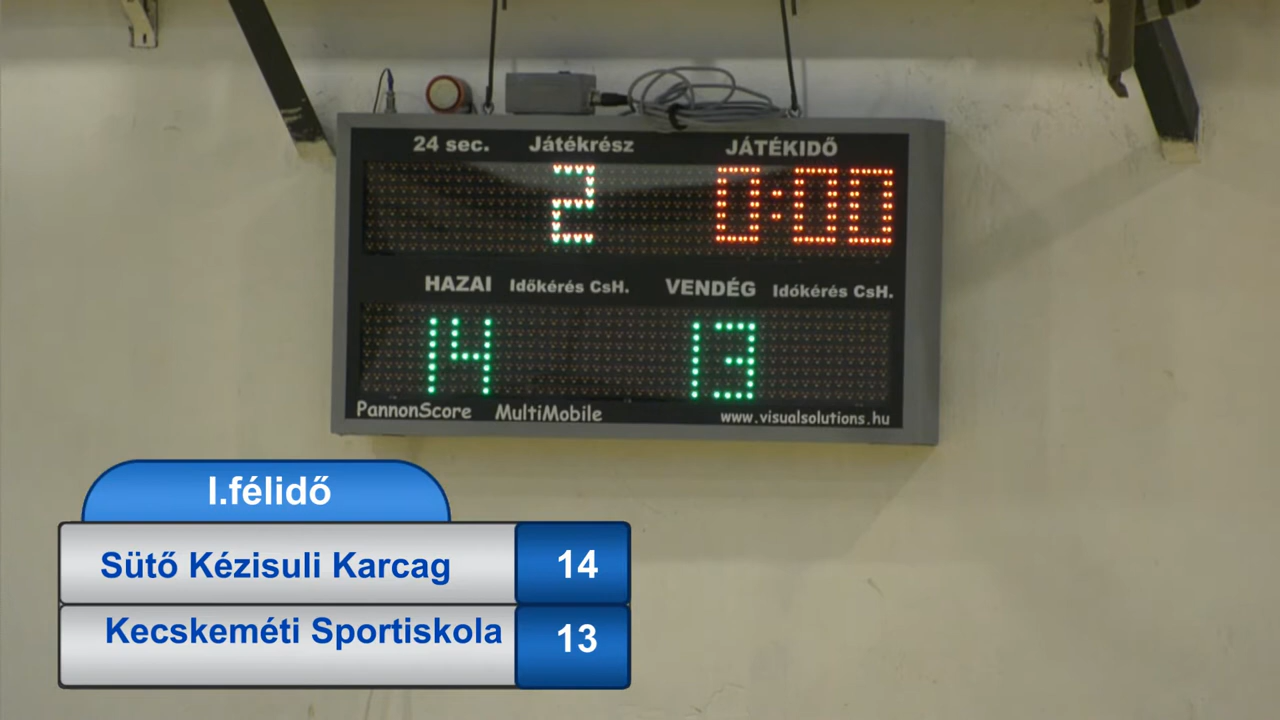 24 sec. Játékrész JÁTÉKIDŐ
2 0:00
HAZAI Időkérés CsH. VENDÉG Időkérés CsH.
14 13
PannonScore MultiMobile www.visualsolutions.hu
I.félidő
Sütő Kézisuli Karcag 14
Kecskeméti Sportiskola 13